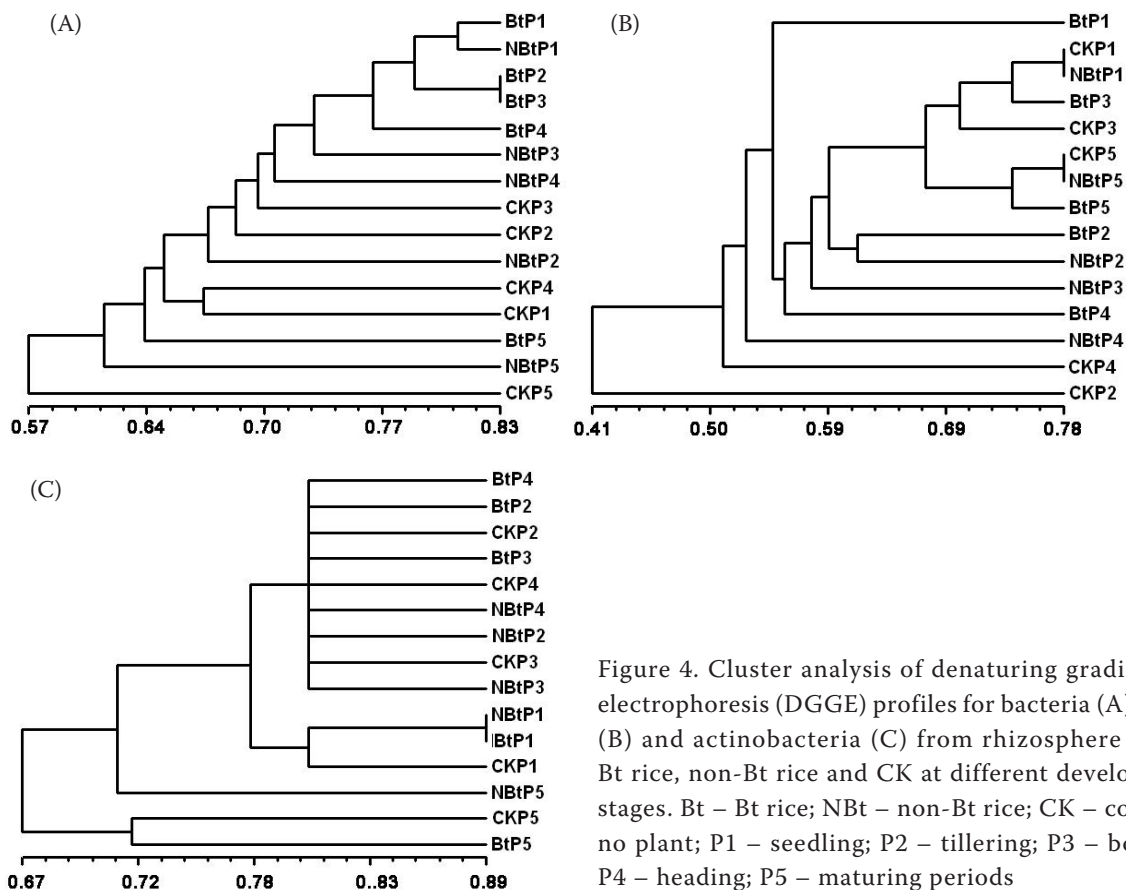 (A)
BtP1
NBtP1
BtP2
BtP3
BtP4
NBtP3
NBtP4
CKP3
CKP2
NBtP2
CKP4
CKP1
BtP5
NBtP5
CKP5
0.57 0.64 0.70 0.77 0.83
(B)
BtP1
CKP1
NBtP1
BtP3
CKP3
CKP5
NBtP5
BtP5
BtP2
NBtP2
NBtP3
BtP4
NBtP4
CKP4
CKP2
0.41 0.50 0.59 0.69 0.78
(C)
BtP4
BtP2
CKP2
BtP3
CKP4
NBtP4
NBtP2
CKP3
NBtP3
NBtP1
BtP1
CKP1
NBtP5
CKP5
BtP5
0.67 0.72 0.78 0..83 0.89
Figure 4. Cluster analysis of denaturing gradi
electrophoresis (DGGE) profiles for bacteria (A)
(B) and actinobacteria (C) from rhizosphere
Bt rice, non-Bt rice and CK at different develo
stages. Bt – Bt rice; NBt – non-Bt rice; CK – co
no plant; P1 – seedling; P2 – tillering; P3 – b
P4 – heading; P5 – maturing periods